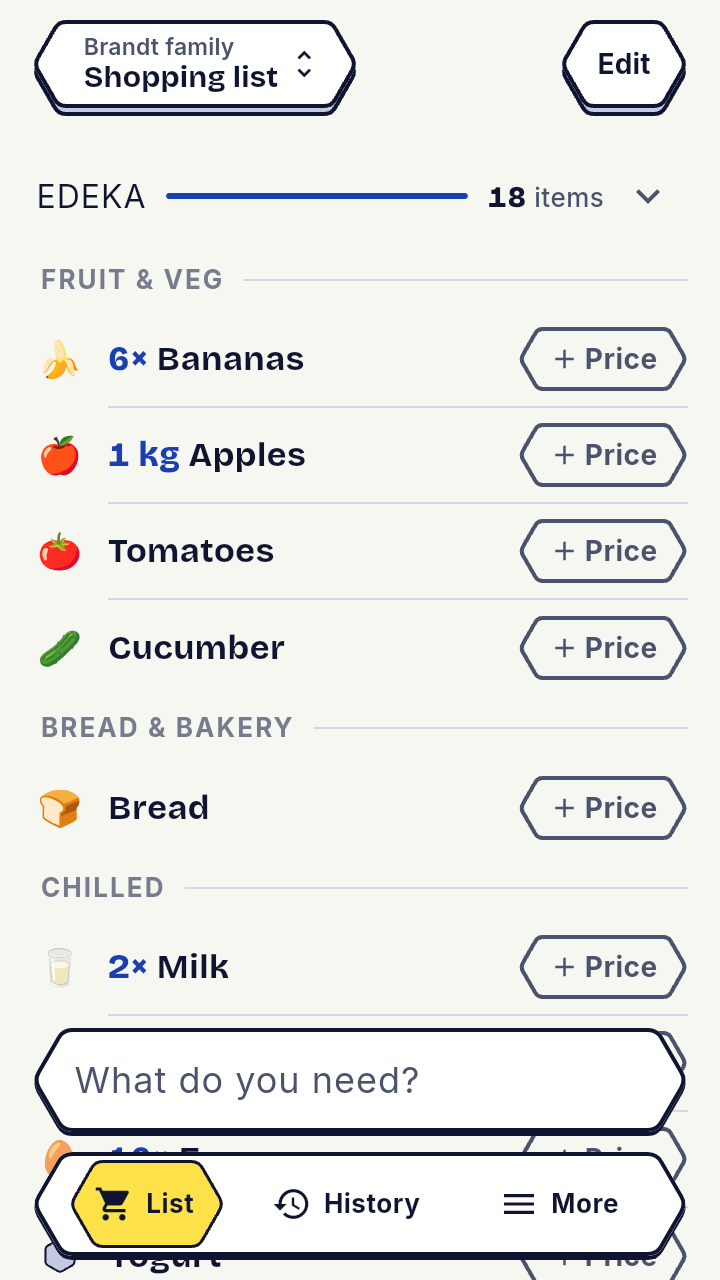 Brandt family
Shopping list
Edit
EDEKA 18 items
FRUIT & VEG
6× Bananas + Price
1 kg Apples + Price
Tomatoes + Price
Cucumber + Price
BREAD & BAKERY
Bread + Price
CHILLED
2× Milk + Price
What do you need?
List History More
Yogurt